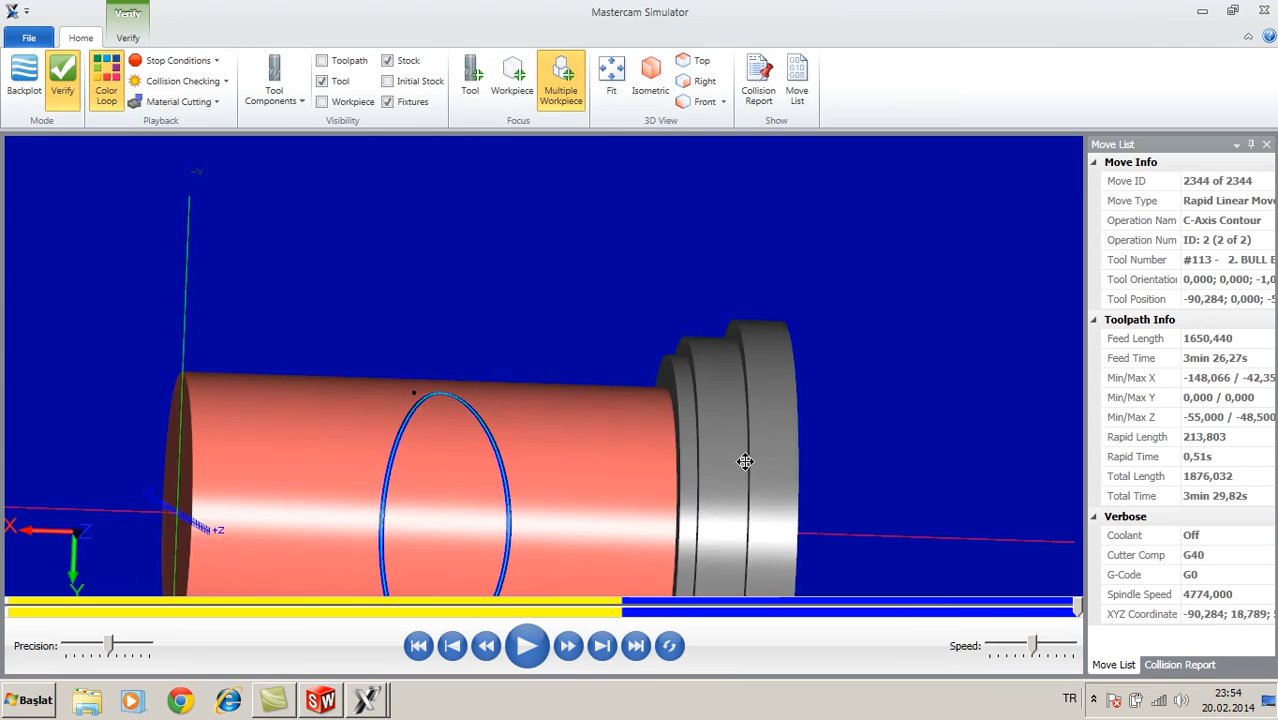 Verify
Mastercam Simulator
File
Home
Verify
Backplot
Verify
Mode
Color Loop
Stop Conditions
Collision Checking
Material Cutting
Playback
Tool Components
Toolpath
Tool
Workpiece
Stock
Initial Stock
Fixtures
Visibility
Tool
Workpiece
Multiple Workpiece
Focus
Fit
Isometric
Top
Right
Front
3D View
Collision Report
Move List
Show
-Y
+Z
X
Z
Y
Move List
Move Info
Move ID 2344 of 2344
Move Type Rapid Linear Mov
Operation Nam C-Axis Contour
Operation Num ID: 2 (2 of 2)
Tool Number #113 - 2. BULL E
Tool Orientatio 0,000; 0,000; -1,0
Tool Position -90,284; 0,000; -5
Toolpath Info
Feed Length 1650,440
Feed Time 3min 26,27s
Min/Max X -148,066 / -42,35
Min/Max Y 0,000 / 0,000
Min/Max Z -55,000 / -48,500
Rapid Length 213,803
Rapid Time 0,51s
Total Length 1876,032
Total Time 3min 29,82s
Verbose
Coolant Off
Cutter Comp G40
G-Code G0
Spindle Speed 4774,000
XYZ Coordinate -90,284; 18,789;
Precision:
Speed:
Move List
Collision Report
Başlat
SW
TR
23:54
20.02.2014